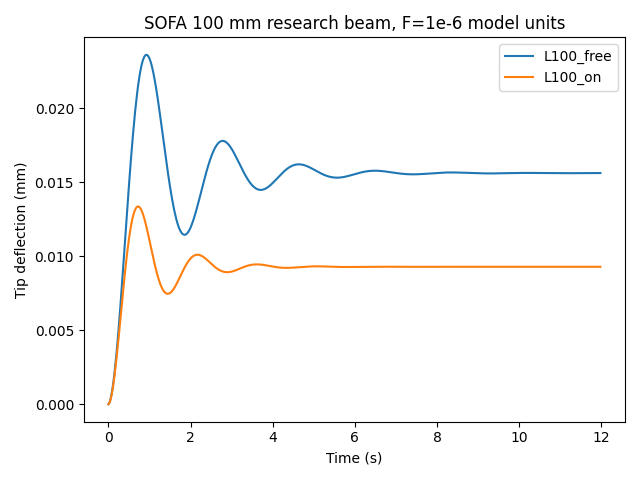 SOFA 100 mm research beam, F=1e-6 model units
L100_free
L100_on
Tip deflection (mm)
0.020
0.015
0.010
0.005
0.000
0 2 4 6 8 10 12
Time (s)